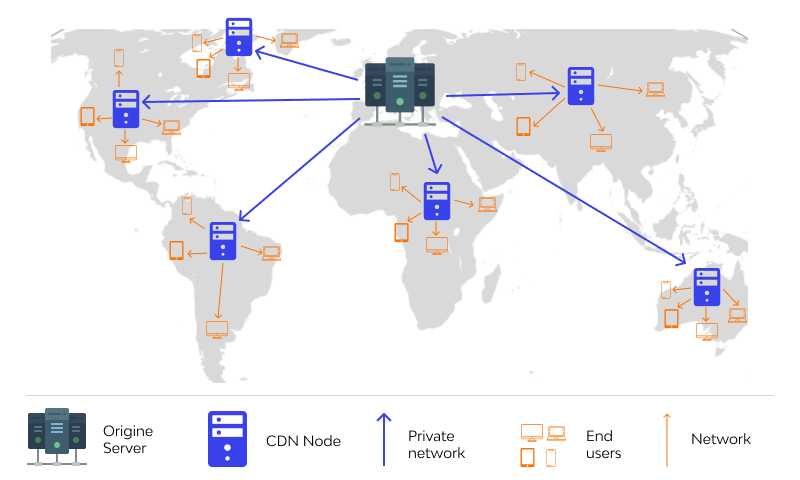 Origine
Server
CDN Node
Private
network
End
users
Network